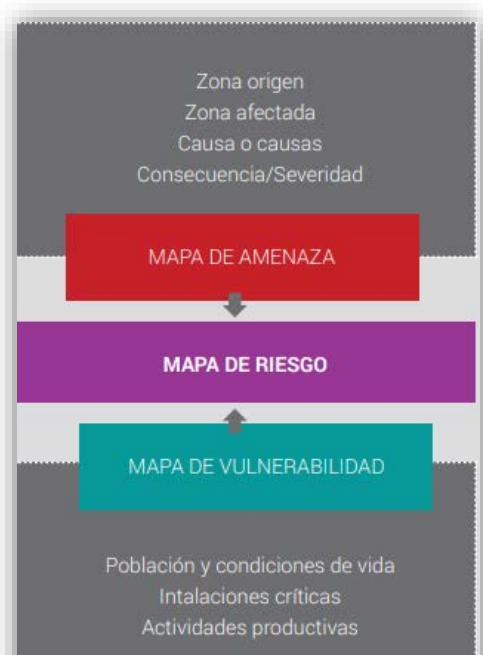 Zona origen
Zona afectada
Causa o causas
Consecuencia/Severidad
MAPA DE AMENAZA
MAPA DE RIESGO
MAPA DE VULNERABILIDAD
Población y condiciones de vida
Intalaciones críticas
Actividades productivas